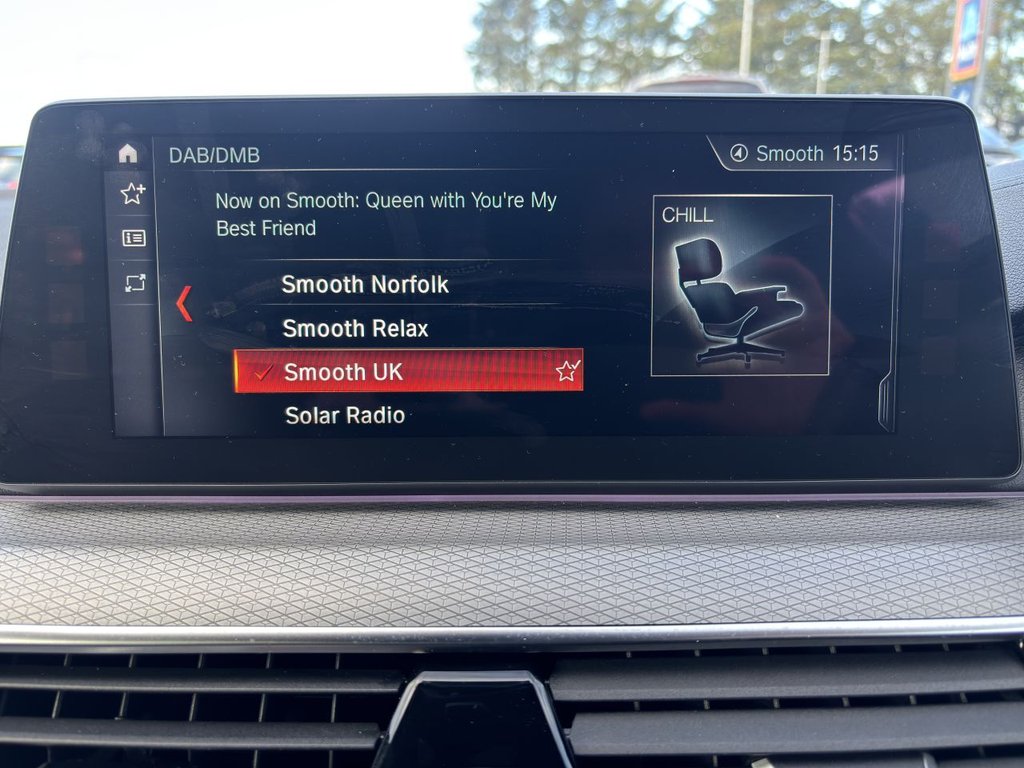 DAB/DMB
Smooth 15:15
Now on Smooth: Queen with You're My
Best Friend
CHILL
Smooth Norfolk
Smooth Relax
Smooth UK
Solar Radio